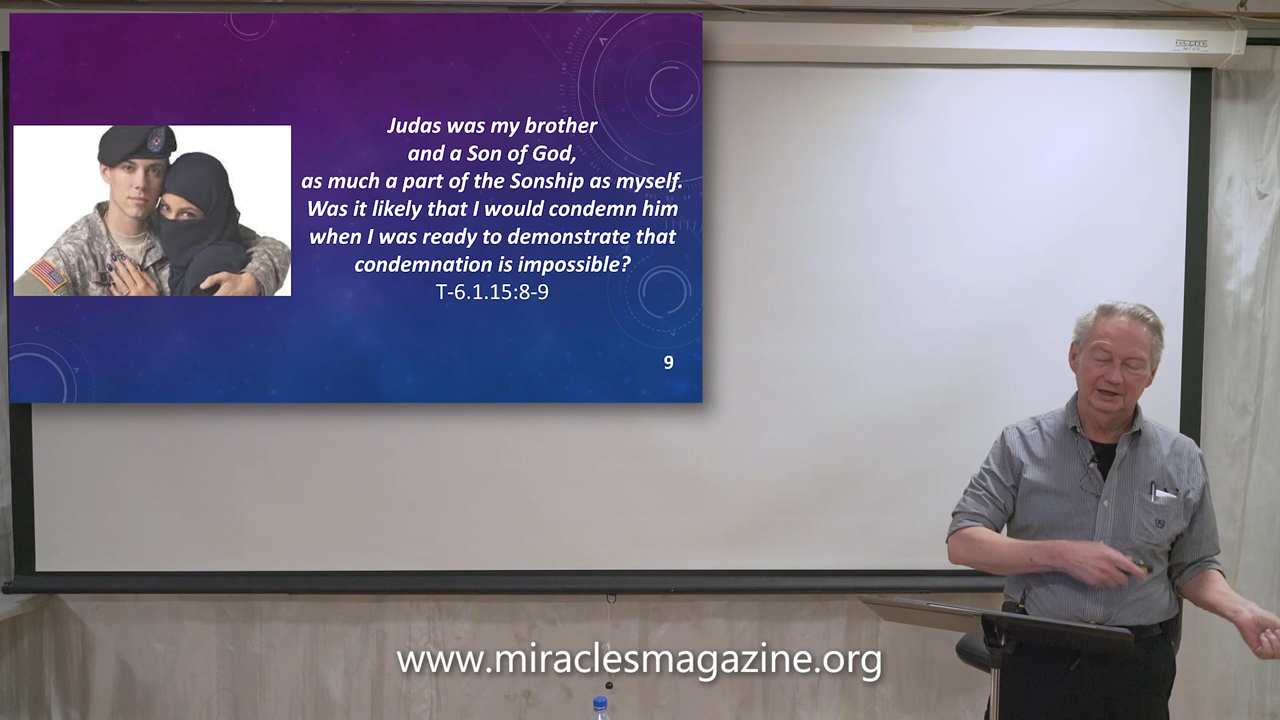 Judas was my brother
and a Son of God,
as much a part of the Sonship as myself.
Was it likely that I would condemn him
when I was ready to demonstrate that
condemnation is impossible?
T-6.1.15:8-9
9
DA-LITE
www.miraclesmagazine.org